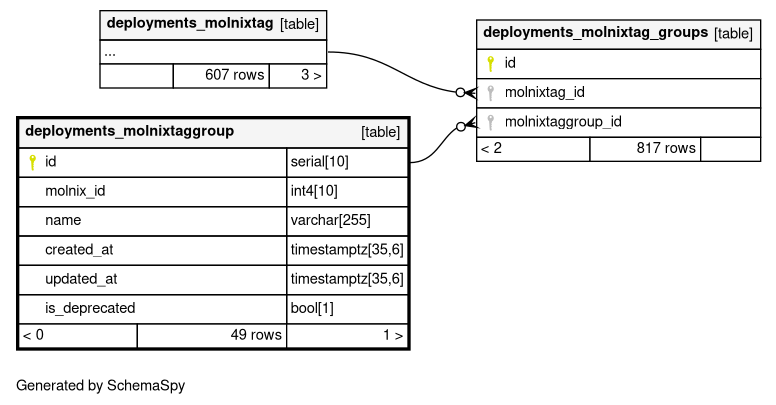 deployments_molnixtag [table]
...
607 rows 3 >
deployments_molnixtag_groups [table]
id
molnixtag_id
molnixtaggroup_id
< 2 817 rows
deployments_molnixtaggroup [table]
id serial[10]
molnix_id int4[10]
name varchar[255]
created_at timestamptz[35,6]
updated_at timestamptz[35,6]
is_deprecated bool[1]
< 0 49 rows 1 >
Generated by SchemaSpy